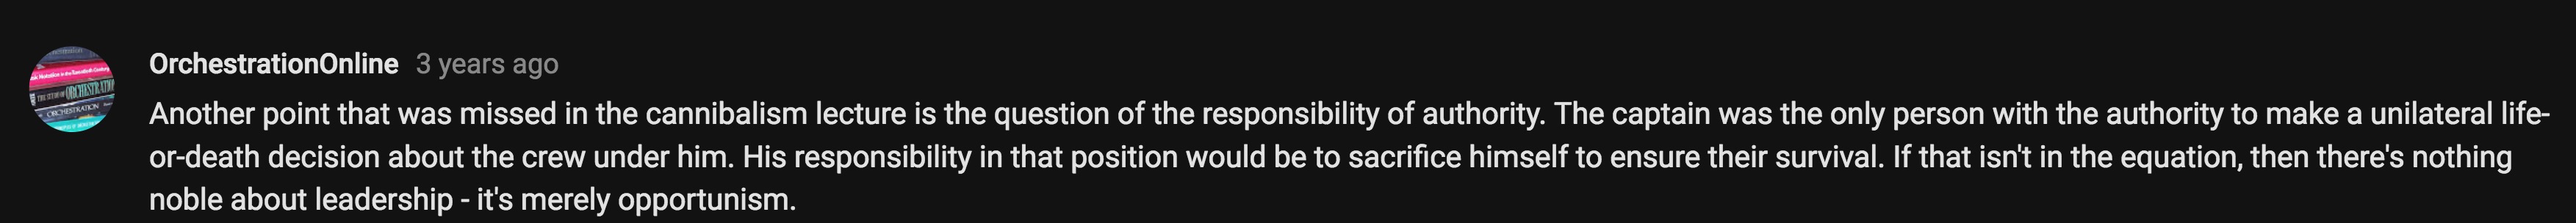 OrchestrationOnline 3 years ago
Another point that was missed in the cannibalism lecture is the question of the responsibility of authority. The captain was the only person with the authority to make a unilateral life-
or-death decision about the crew under him. His responsibility in that position would be to sacrifice himself to ensure their survival. If that isn't in the equation, then there's nothing
noble about leadership - it's merely opportunism.
ORCHESTRATION
ORCHESTRATION